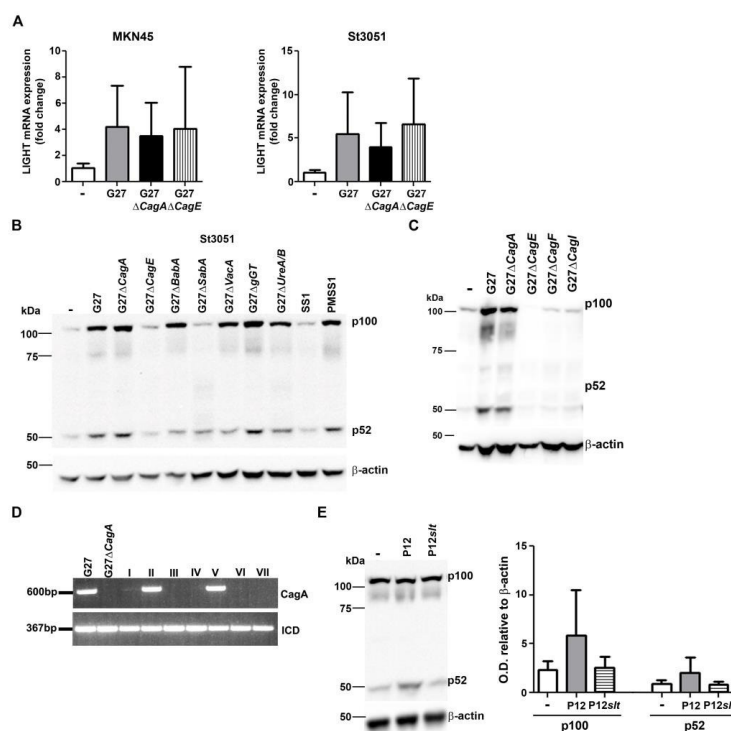 A
MKN45
LIGHT mRNA expression
(fold change)
10
8
6
4
2
0
-
G27
G27
G27
ΔCagA
ΔCagE
St3051
LIGHT mRNA expression
(fold change)
15
10
5
0
-
G27
G27
G27
ΔCagA
ΔCagE
B
St3051
kDa
-
G27
G27ΔCagA
G27ΔCagE
G27ΔBabA
G27ΔSabA
G27ΔVacA
G27ΔgGT
G27ΔUreA/B
SS1
PMSS1
100
75
50
50
p100
p52
β-actin
C
kDa
-
G27
G27ΔCagA
G27ΔCagE
G27ΔCagF
G27ΔCagI
100
75
50
50
p100
p52
β-actin
D
G27
G27ΔCagA
I
II
III
IV
V
VI
VII
600bp
CagA
367bp
ICD
E
kDa
-
P12
P12slt
100
75
50
50
p100
p52
β-actin
O.D. relative to β-actin
15
10
5
0
-
P12
P12slt
-
P12
P12slt
p100
p52